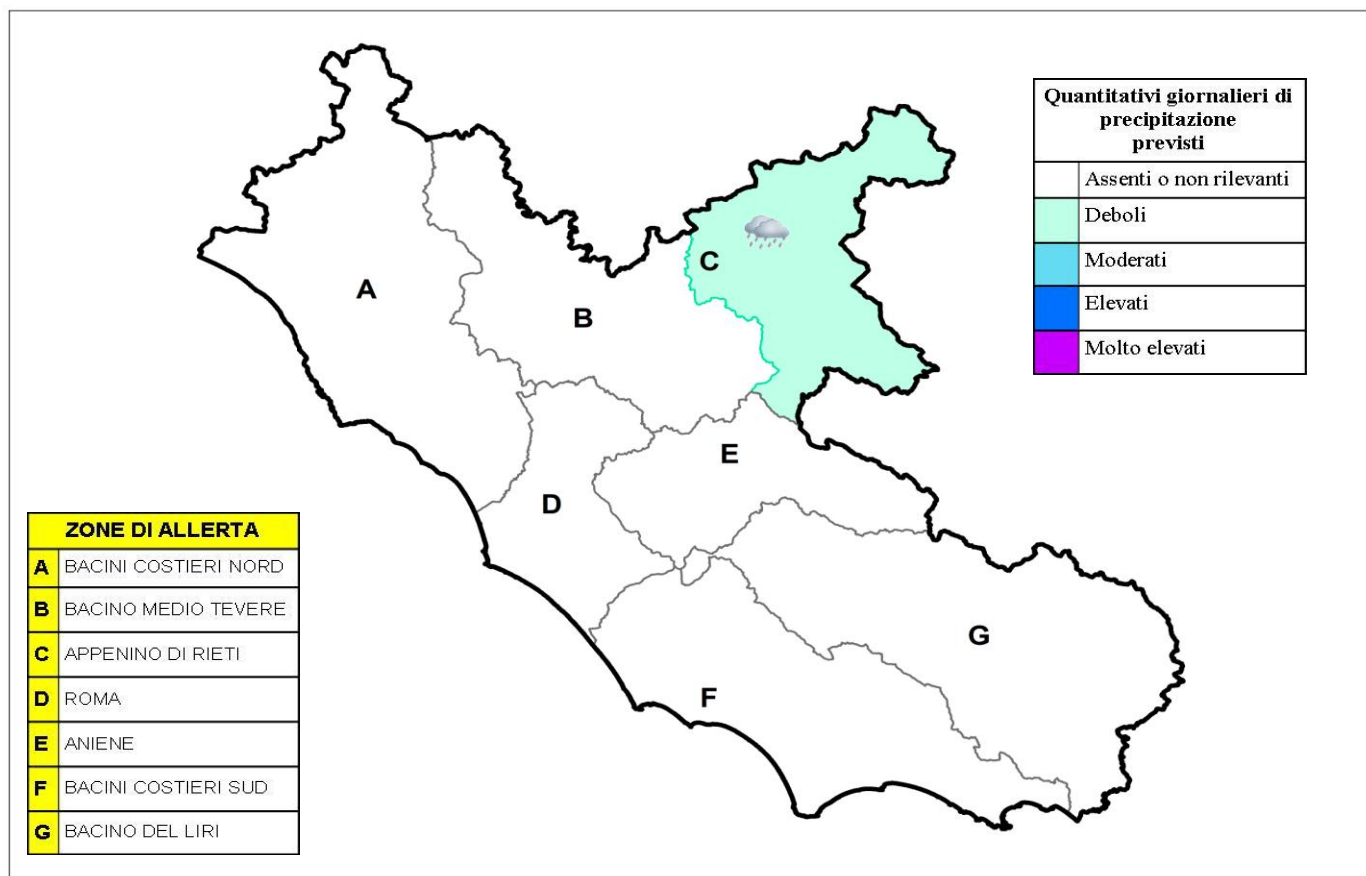 Quantitativi giornalieri di
precipitazione
previsti
Assenti o non rilevanti
Deboli
Moderati
Elevati
Molto elevati
A
B
C
D
E
F
G
ZONE DI ALLERTA
A BACINI COSTIERI NORD
B BACINO MEDIO TEVERE
C APPENINO DI RIETI
D ROMA
E ANIENE
F BACINI COSTIERI SUD
G BACINO DEL LIRI